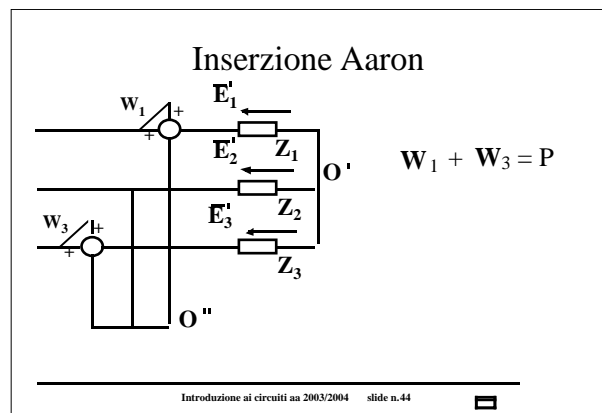 Inserzione Aaron
W1
+
+
E'1
Z1
E'2
O'
Z2
W1 + W3 = P
W3
+
+
E'3
Z3
O"
Introduzione ai circuiti aa 2003/2004 slide n.44